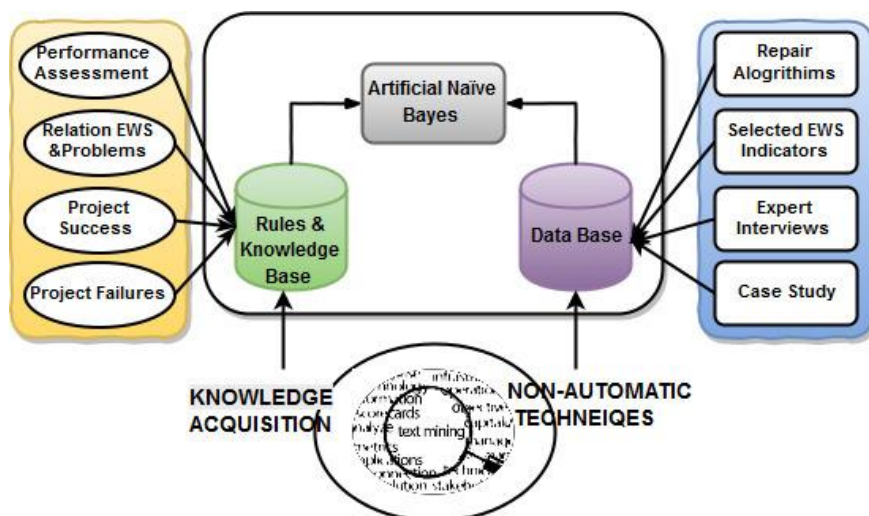 Performance
Assessment
Relation EWS
&Problems
Project
Success
Project Failures
Artificial Naïve
Bayes
Rules &
Knowledge
Base
Data Base
Repair
Alogrithims
Selected EWS
Indicators
Expert
Interviews
Case Study
KNOWLEDGE
ACQUISITION
NON-AUTOMATIC
TECHNEIQES
cards
text mining